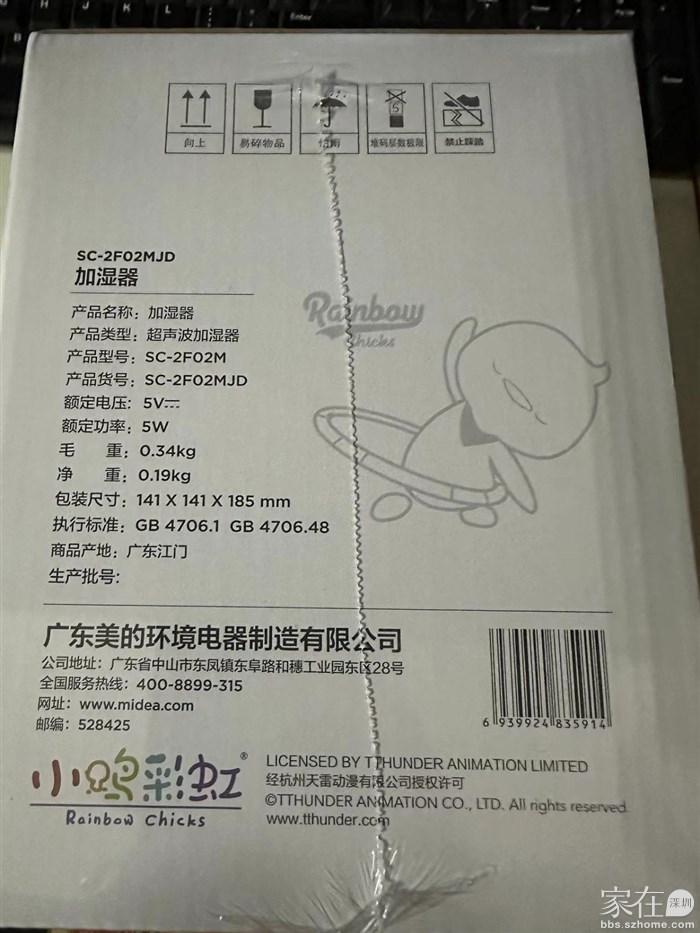 Enter
向上
易碎物品
怕雨
5
堆码层数极限
禁止踩踏
SC-2F02MJD
加湿器
Rainbow
Chicks
产品名称：加湿器
产品类型：超声波加湿器
产品型号：SC-2F02M
产品货号：SC-2F02MJD
额定电压：5V⎓
额定功率：5W
毛 重：0.34kg
净 重：0.19kg
包装尺寸：141 X 141 X 185 mm
执行标准：GB 4706.1 GB 4706.48
商品产地：广东江门
生产批号:
广东美的环境电器制造有限公司
公司地址：广东省中山市东凤镇东阜路和穗工业园东区28号
全国服务热线：400-8899-315
网址：www.midea.com
邮编：528425
6 939924 835914
小鸡彩虹®
Rainbow Chicks
LICENSED BY TTHUNDER ANIMATION LIMITED
经杭州天雷动漫有限公司授权许可
©TTHUNDER ANIMATION CO., LTD. All rights reserved.
www.tthunder.com
家在深圳
bbs.szhome.com